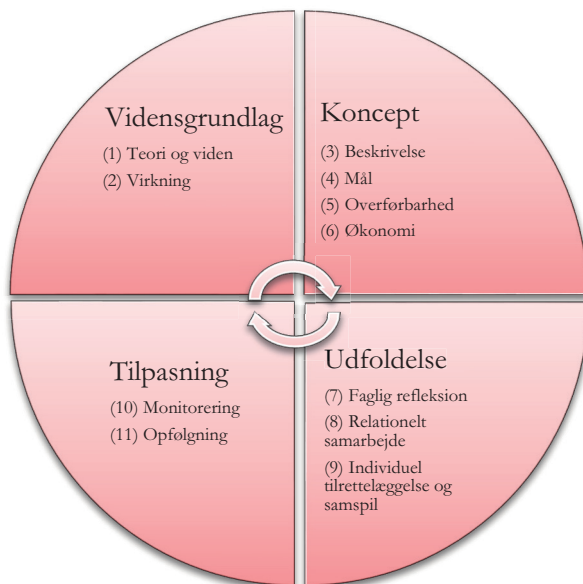 Vidensgrundlag
(1) Teori og viden
(2) Virkning
Koncept
(3) Beskrivelse
(4) Mål
(5) Overførbarhed
(6) Økonomi
Tilpasning
(10) Monitorering
(11) Opfølgning
Udfoldelse
(7) Faglig refleksion
(8) Relationelt
samarbejde
(9) Individuel
tilrettelæggelse og
samspil